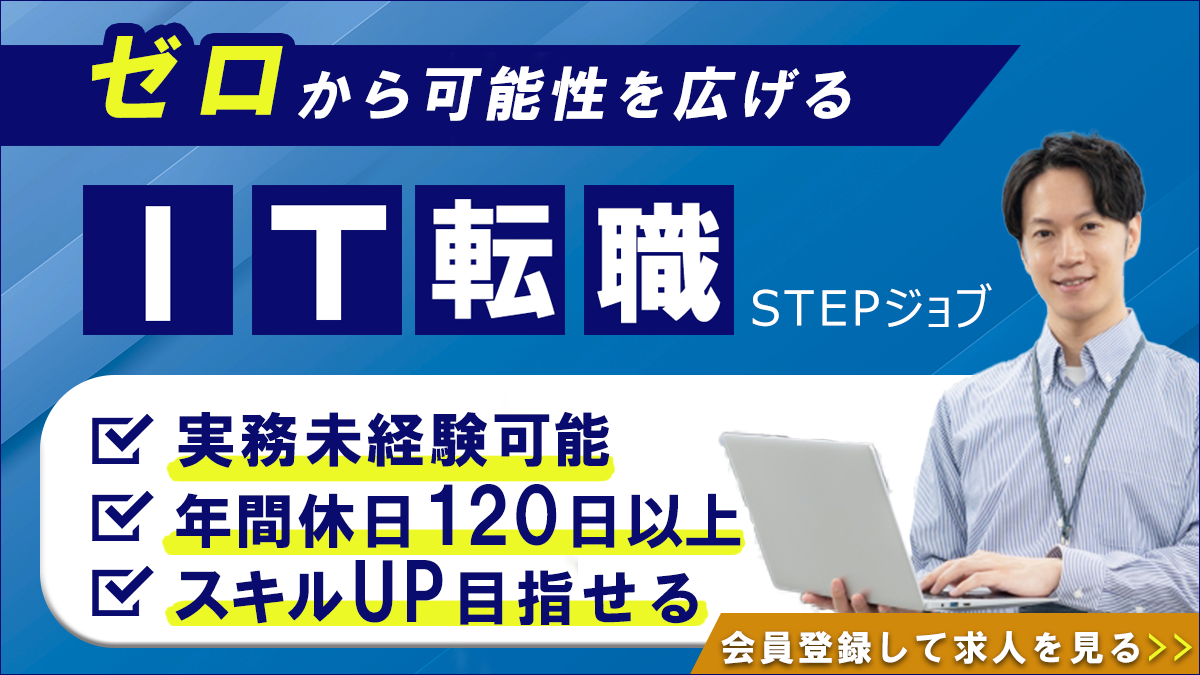 ゼロから可能性を広げる
IT転職 STEPジョブ
実務未経験可能
年間休日120日以上
スキルUP目指せる
会員登録して求人を見る>>